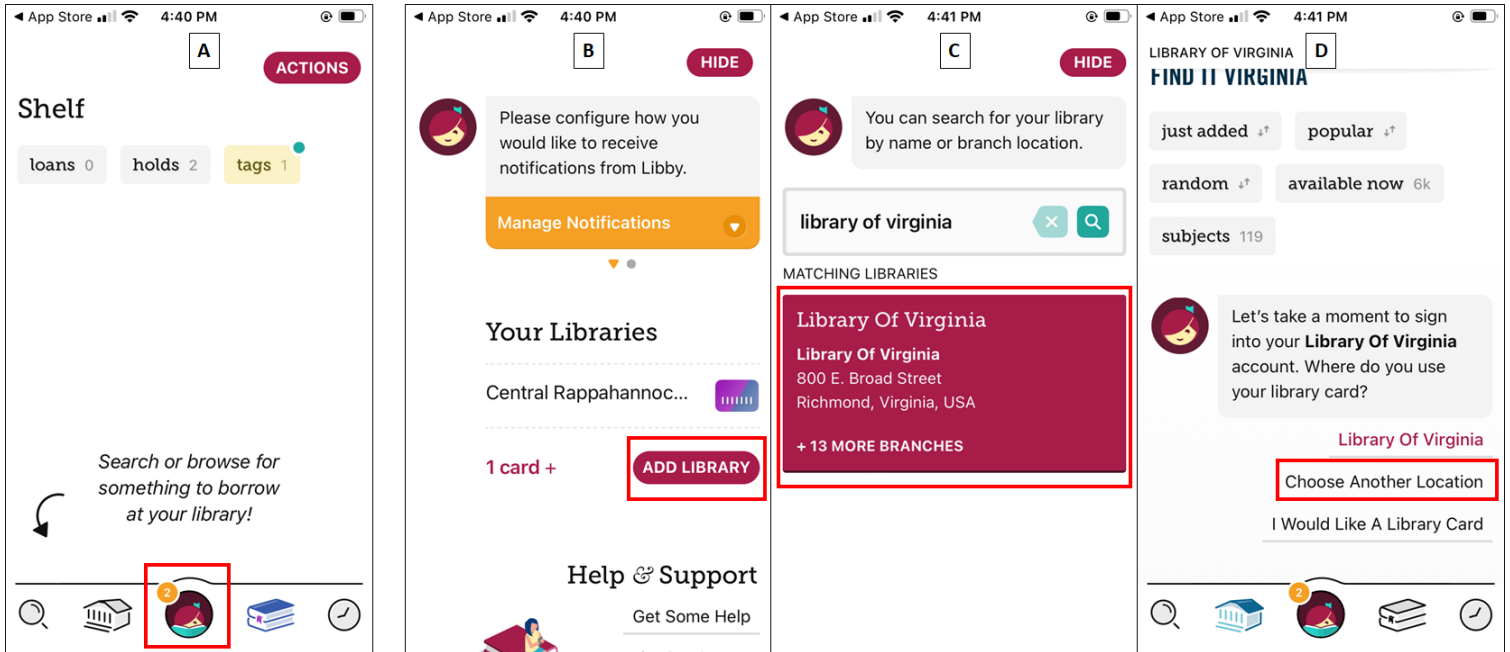 ◄ App Store 4:40 PM
A
ACTIONS
Shelf
loans 0 holds 2 tags 1
Search or browse for
something to borrow
at your library!
2
◄ App Store 4:40 PM
B
HIDE
Please configure how you
would like to receive
notifications from Libby.
Manage Notifications
Your Libraries
Central Rappahannoc...
1 card +
ADD LIBRARY
Help & Support
Get Some Help
◄ App Store 4:41 PM
C
HIDE
You can search for your library
by name or branch location.
library of virginia
MATCHING LIBRARIES
Library Of Virginia
Library Of Virginia
800 E. Broad Street
Richmond, Virginia, USA
+ 13 MORE BRANCHES
◄ App Store 4:41 PM
LIBRARY OF VIRGINIA D
FIND IT VIRGINIA
just added popular
random available now 6k
subjects 119
Let's take a moment to sign
into your Library Of Virginia
account. Where do you use
your library card?
Library Of Virginia
Choose Another Location
I Would Like A Library Card
2